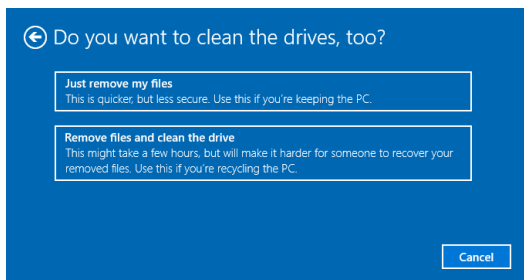 Do you want to clean the drives, too?
Just remove my files
This is quicker, but less secure. Use this if you're keeping the PC.
Remove files and clean the drive
This might take a few hours, but will make it harder for someone to recover your
removed files. Use this if you're recycling the PC.
Cancel